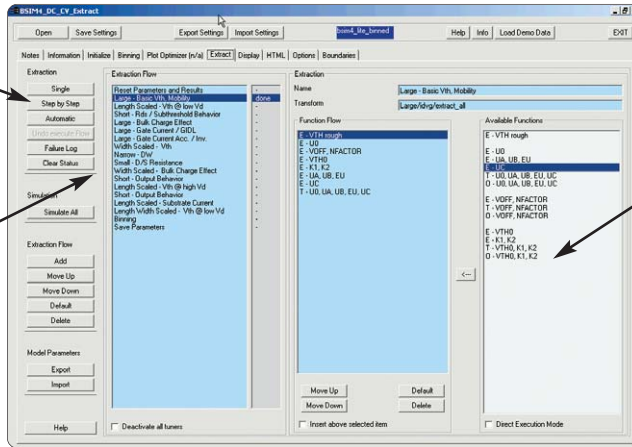 BSIM4_DC_CV_Extract
Open Save Settings Export Settings Import Settings bsim4_lite_binned Help Info Load Demo Data EXIT
Notes Information Initialize Binning Plot Optimizer (n/a) Extract Display HTML Options Boundaries
Extraction
Single
Step by Step
Automatic
Undo execute Flow
Failure Log
Clear Status
Simulation
Simulate All
Extraction Flow
Add
Move Up
Move Down
Default
Delete
Model Parameters
Export
Import
Help
Extraction Flow
Reset Parameters and Results -
Large - Basic Vth, Mobility done
Length Scaled - Vth @ low Vd -
Short - Rds / Subthreshold Behavior -
Large - Bulk Charge Effect -
Large - Gate Current / GIDL -
Large - Gate Current Acc. / Inv. -
Width Scaled - Vth -
Narrow - DW -
Small - D/S Resistance -
Width Scaled - Bulk Charge Effect -
Short - Output Behavior -
Length Scaled - Vth @ high Vd -
Short - Output Behavior -
Length Scaled - Substrate Current -
Length Width Scaled - Vth @ low Vd -
Binning -
Save Parameters -
Deactivate all tuners
Extraction
Name Large - Basic Vth, Mobility
Transform Large/idvg/extract_all
Function Flow
E - VTH rough
E - U0
E - VOFF, NFACTOR
E - VTH0
E - K1, K2
E - UA, UB, EU
E - UC
T - U0, UA, UB, EU, UC
Move Up Default
Move Down Delete
Insert above selected item
<--
Available Functions
E - VTH rough
E - U0
E - UA, UB, EU
E - UC
T - U0, UA, UB, EU, UC
O - U0, UA, UB, EU, UC
E - VOFF, NFACTOR
T - VOFF, NFACTOR
O - VOFF, NFACTOR
E - VTH0
E - K1, K2
T - VTH0, K1, K2
O - VTH0, K1, K2
Direct Execution Mode